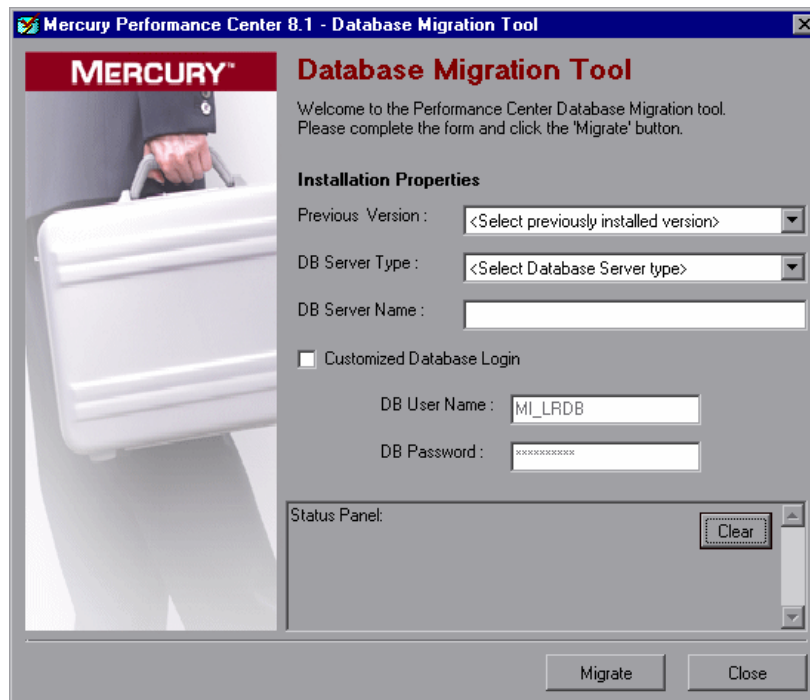 Mercury Performance Center 8.1 - Database Migration Tool
MERCURY™
Database Migration Tool
Welcome to the Performance Center Database Migration tool.
Please complete the form and click the 'Migrate' button.
Installation Properties
Previous Version :
<Select previously installed version>
DB Server Type :
<Select Database Server type>
DB Server Name :
Customized Database Login
DB User Name :
MI_LRDB
DB Password :
××××××××××
Status Panel:
Clear
Migrate
Close